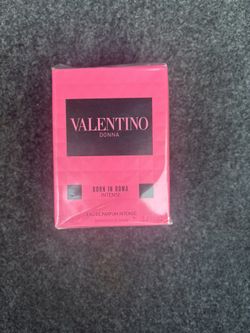 VALENTINO
DONNA
BORN IN ROMA
INTENSE
EAU DE PARFUM INTENSE